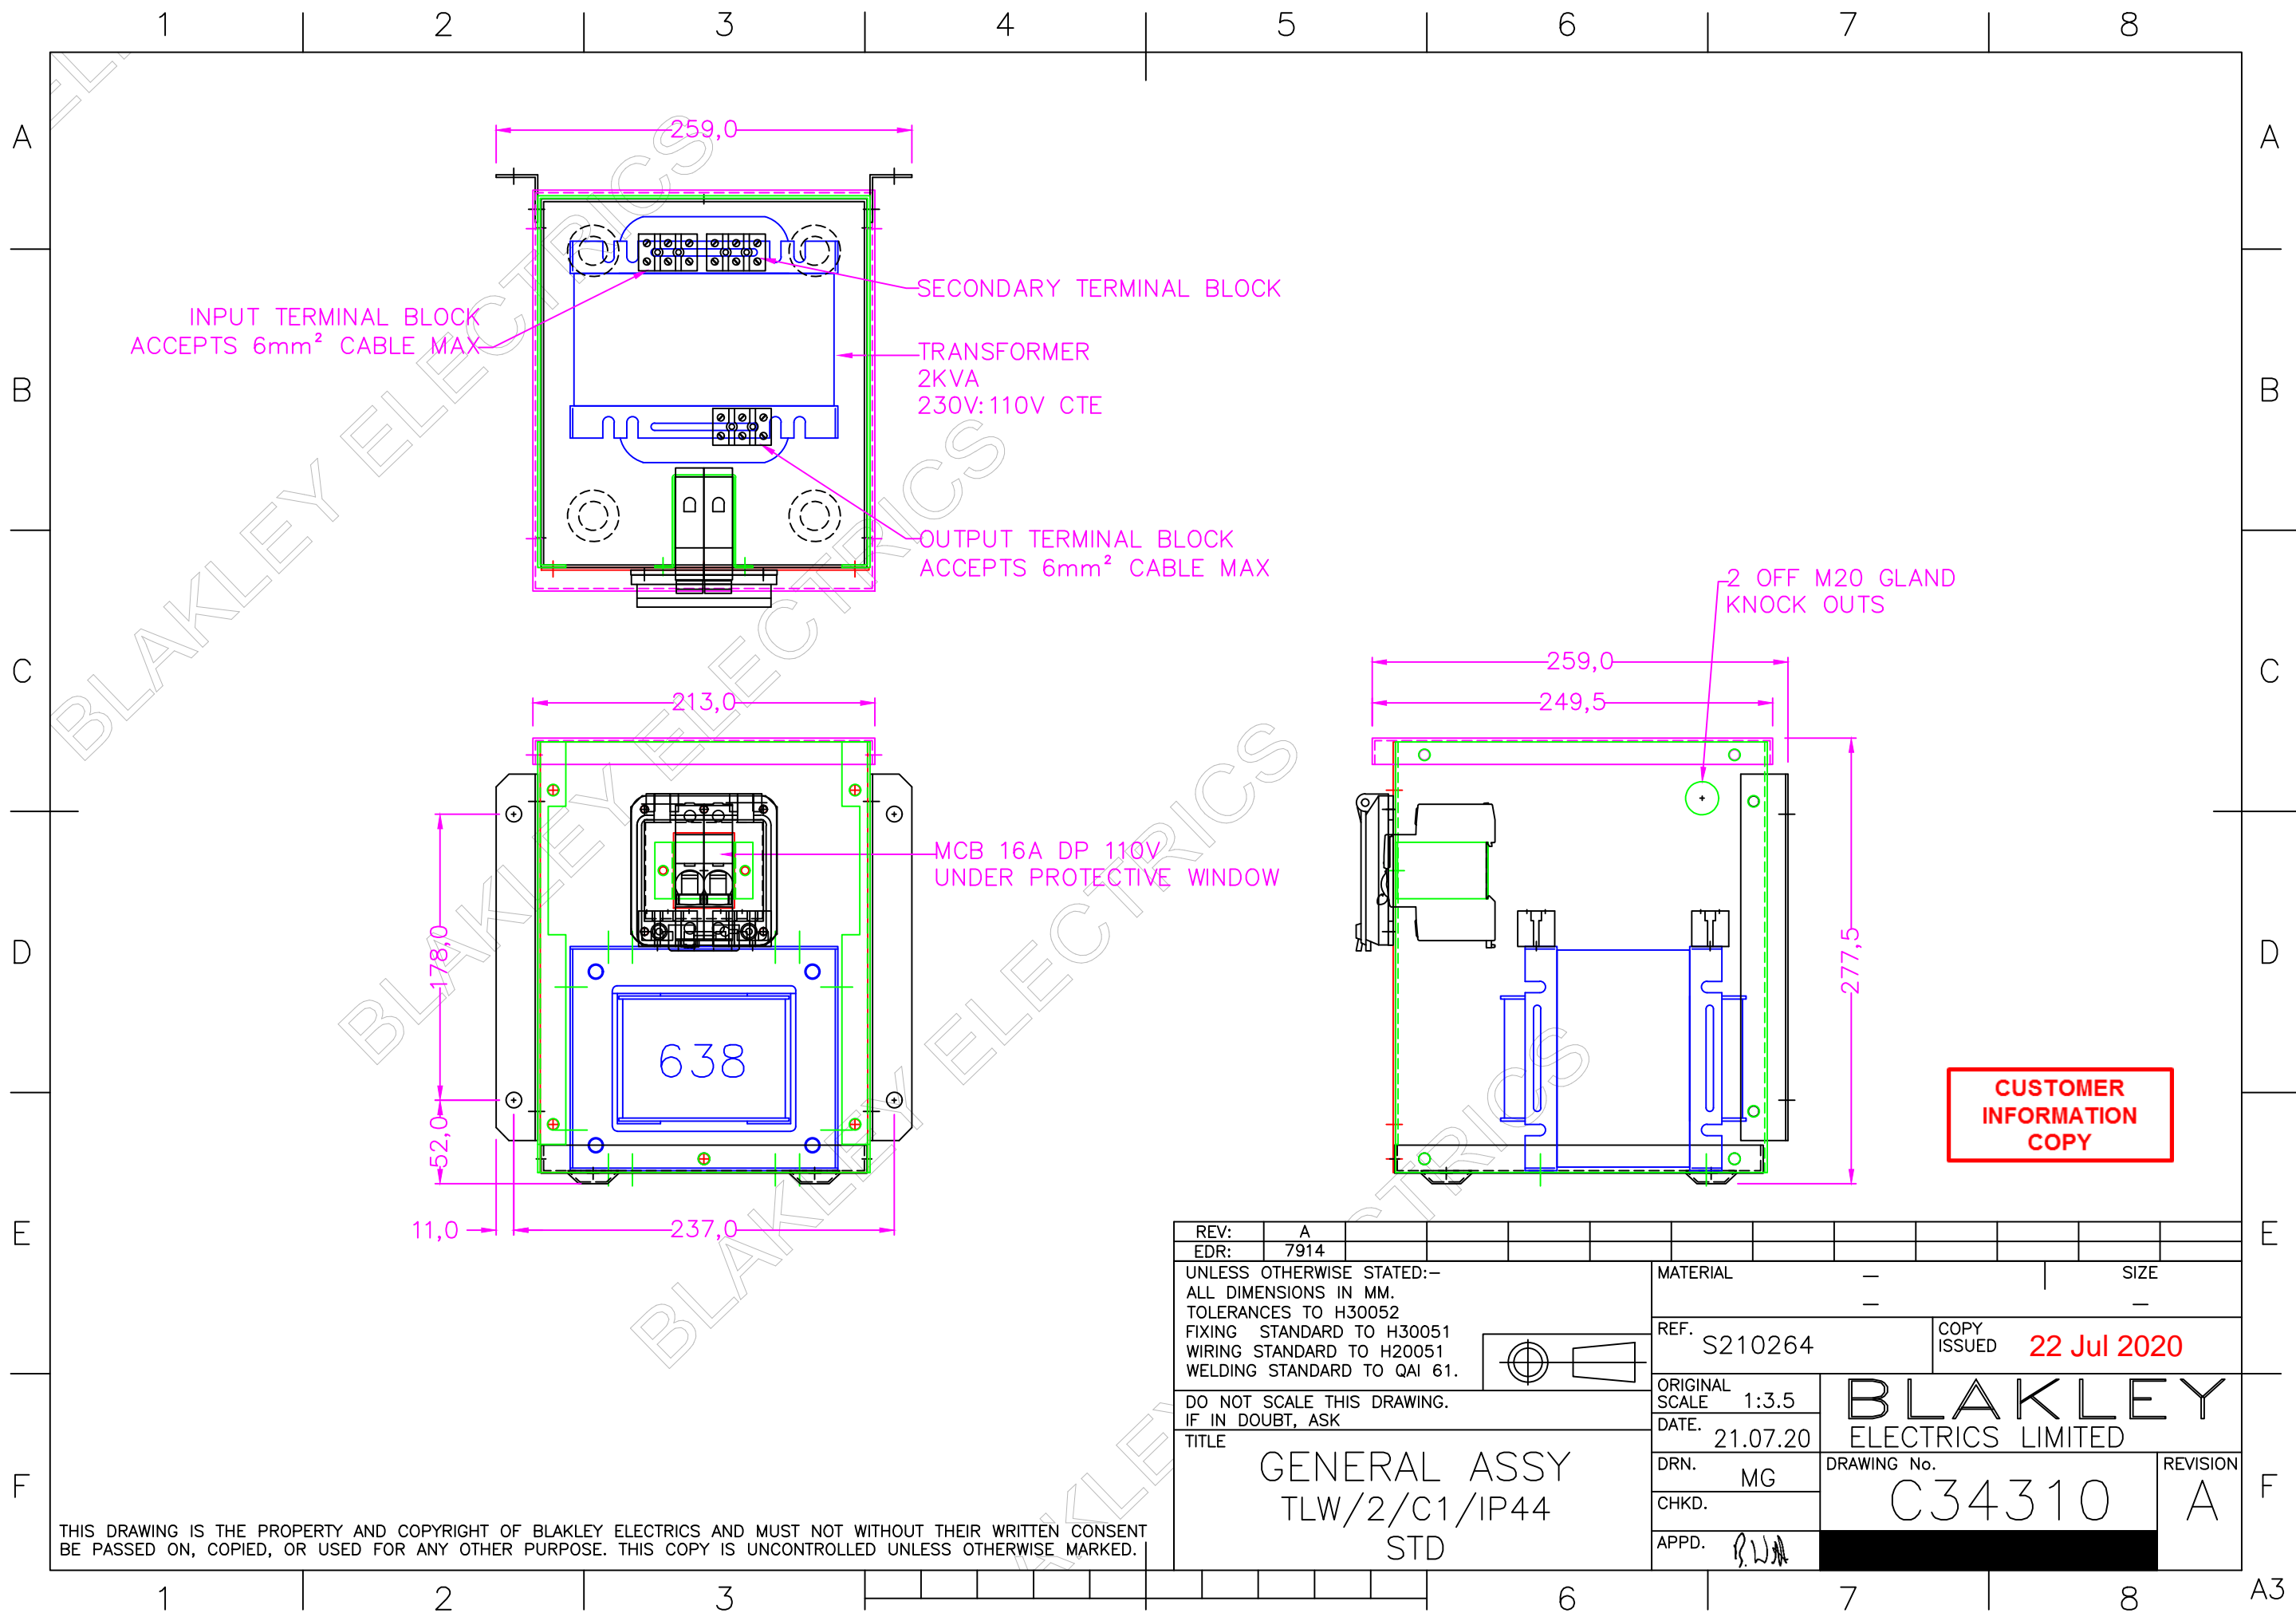 1 2 3 4 5 6 7 8
A A
B B
C C
D D
E E
F F
1 2 3 6 7 8
A3
259,0
INPUT TERMINAL BLOCK
ACCEPTS 6mm² CABLE MAX
SECONDARY TERMINAL BLOCK
TRANSFORMER
2KVA
230V:110V CTE
OUTPUT TERMINAL BLOCK
ACCEPTS 6mm² CABLE MAX
2 OFF M20 GLAND
KNOCK OUTS
213,0
259,0
249,5
MCB 16A DP 110V
UNDER PROTECTIVE WINDOW
178,0
277,5
638
52,0
11,0
237,0
CUSTOMER
INFORMATION
COPY
BLAKLEY ELECTRICS
BLAKLEY ELECTRICS
BLAKLEY ELECTRICS
REV: A
EDR: 7914
UNLESS OTHERWISE STATED:-
ALL DIMENSIONS IN MM.
TOLERANCES TO H30052
FIXING STANDARD TO H30051
WIRING STANDARD TO H20051
WELDING STANDARD TO QAI 61.
DO NOT SCALE THIS DRAWING.
IF IN DOUBT, ASK
TITLE
GENERAL ASSY
TLW/2/C1/IP44
STD
MATERIAL – SIZE
– –
REF. S210264
COPY
ISSUED 22 Jul 2020
ORIGINAL
SCALE 1:3.5
DATE. 21.07.20
DRN. MG
CHKD.
APPD.
BLAKLEY
ELECTRICS LIMITED
DRAWING No.
C34310
REVISION
A
THIS DRAWING IS THE PROPERTY AND COPYRIGHT OF BLAKLEY ELECTRICS AND MUST NOT WITHOUT THEIR WRITTEN CONSENT
BE PASSED ON, COPIED, OR USED FOR ANY OTHER PURPOSE. THIS COPY IS UNCONTROLLED UNLESS OTHERWISE MARKED.